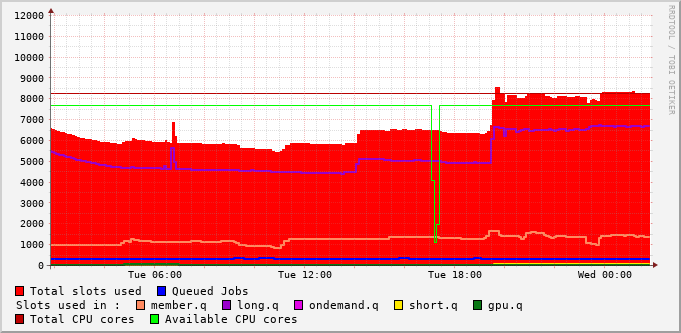 RRDTOOL / TOBI OETIKER
12000
11000
10000
9000
8000
7000
6000
5000
4000
3000
2000
1000
0
Tue 06:00 Tue 12:00 Tue 18:00 Wed 00:00
Total slots used Queued Jobs
Slots used in : member.q long.q ondemand.q short.q gpu.q
Total CPU cores Available CPU cores